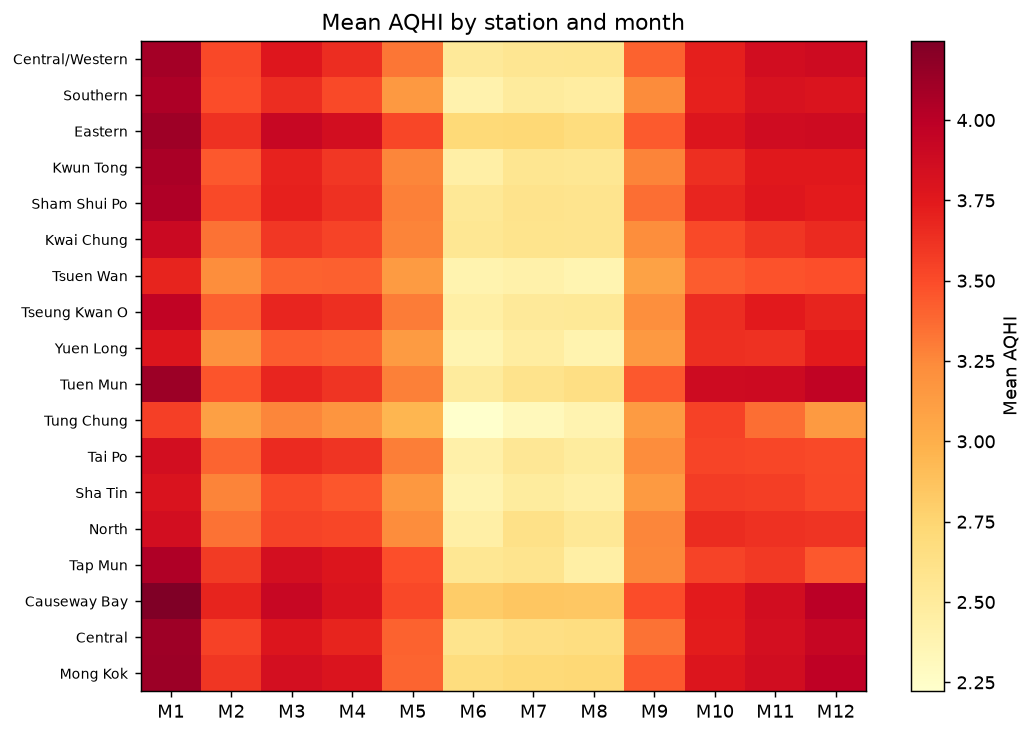 Mean AQHI by station and month
Central/Western
Southern
Eastern
Kwun Tong
Sham Shui Po
Kwai Chung
Tsuen Wan
Tseung Kwan O
Yuen Long
Tuen Mun
Tung Chung
Tai Po
Sha Tin
North
Tap Mun
Causeway Bay
Central
Mong Kok
M1 M2 M3 M4 M5 M6 M7 M8 M9 M10 M11 M12
4.00
3.75
3.50
3.25
3.00
2.75
2.50
2.25
Mean AQHI